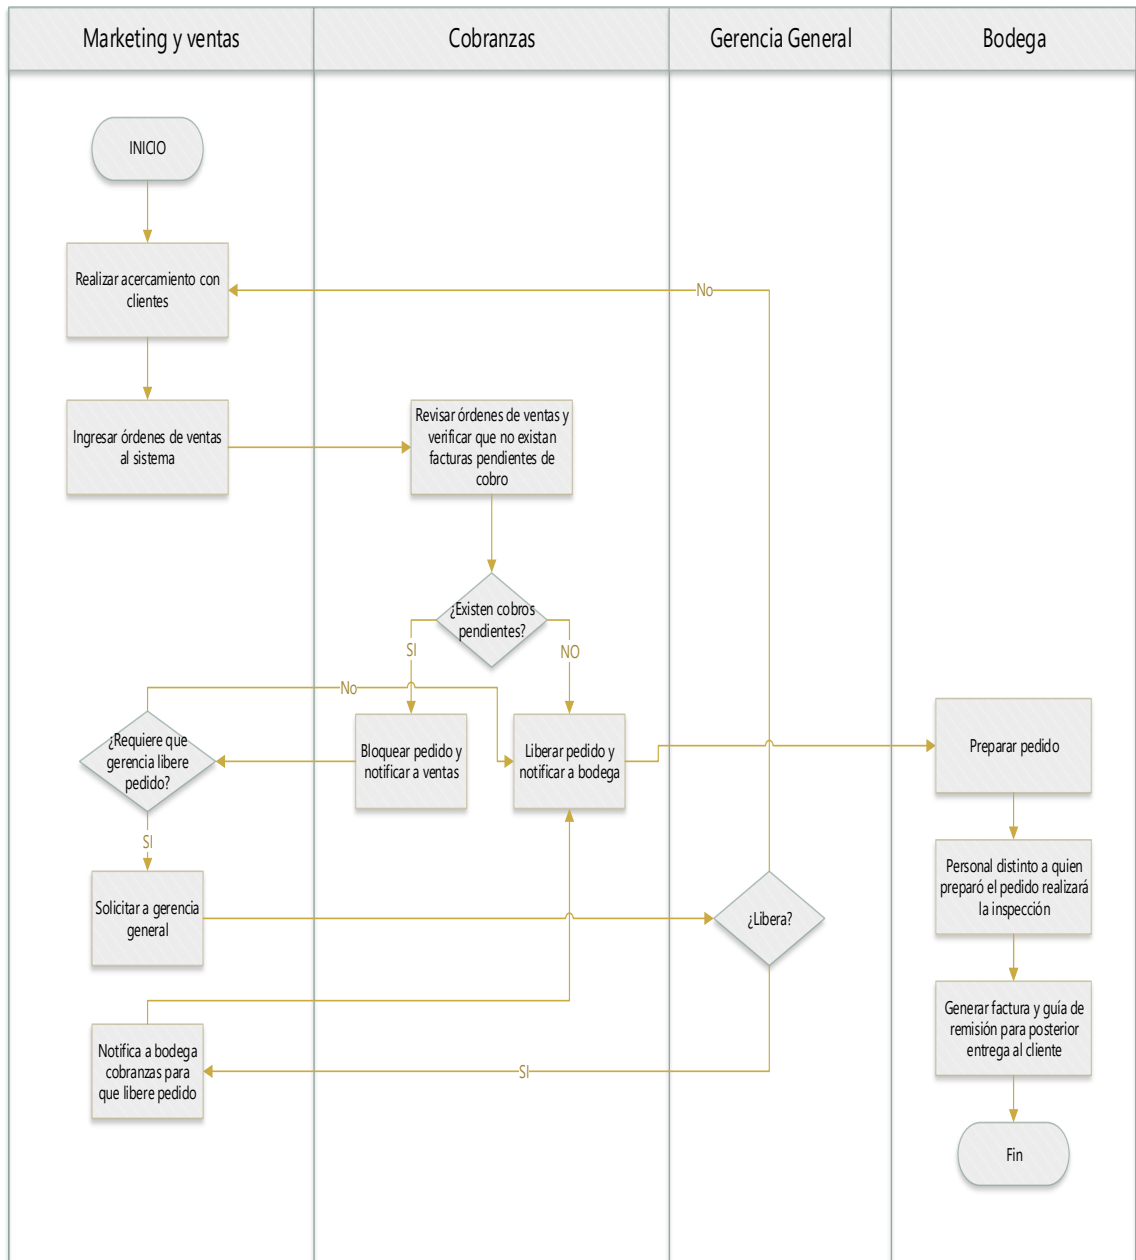 Marketing y ventas
Cobranzas
Gerencia General
Bodega
INICIO
Realizar acercamiento con
clientes
No
Ingresar órdenes de ventas
al sistema
Revisar órdenes de ventas y
verificar que no existan
facturas pendientes de
cobro
¿Existen cobros
pendientes?
SI
NO
No
¿Requiere que
gerencia libere
pedido?
Bloquear pedido y
notificar a ventas
Liberar pedido y
notificar a bodega
Preparar pedido
SI
Solicitar a gerencia
general
¿Libera?
Personal distinto a quien
preparó el pedido realizará
la inspección
Notifica a bodega
cobranzas para
que libere pedido
SI
Generar factura y guía de
remisión para posterior
entrega al cliente
Fin